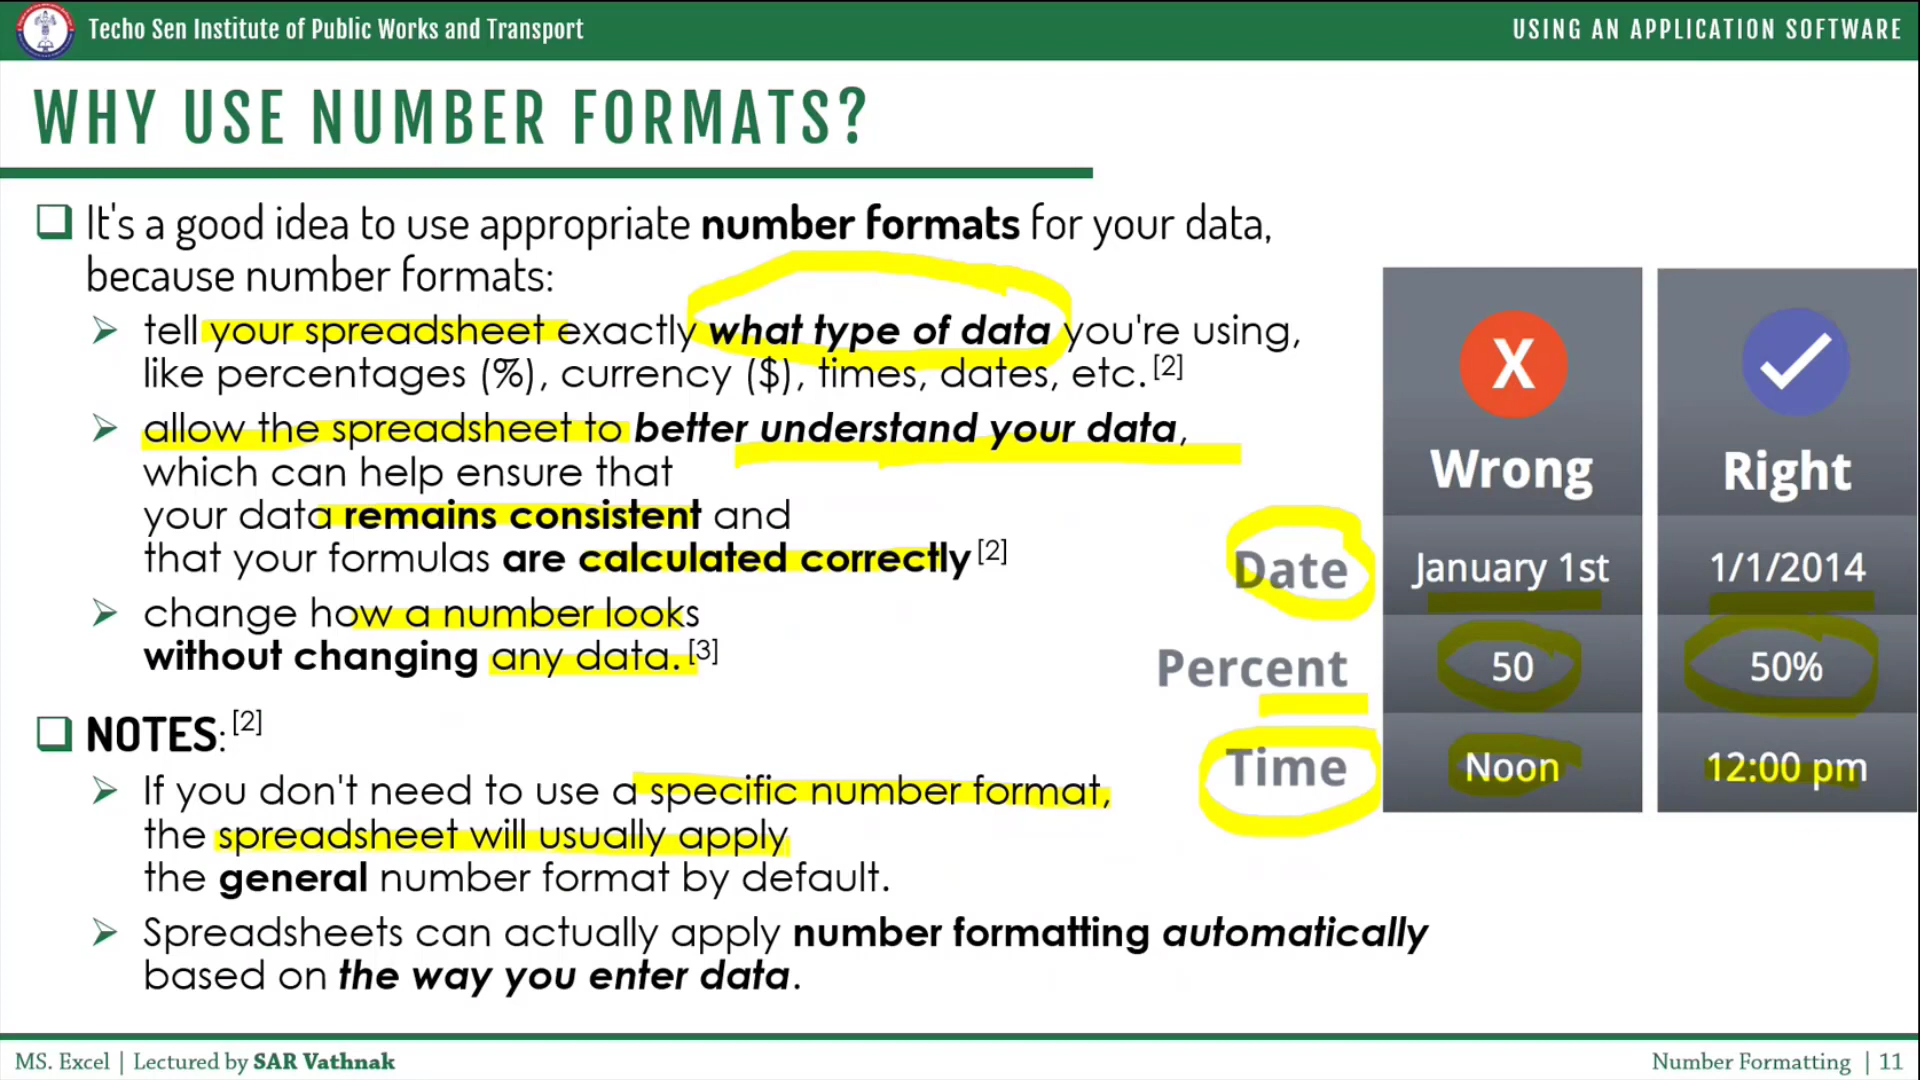 Techo Sen Institute of Public Works and Transport
USING AN APPLICATION SOFTWARE
WHY USE NUMBER FORMATS?
It's a good idea to use appropriate number formats for your data,
because number formats:
tell your spreadsheet exactly what type of data you're using,
like percentages (%), currency ($), times, dates, etc. [2]
allow the spreadsheet to better understand your data,
which can help ensure that
your data remains consistent and
that your formulas are calculated correctly [2]
change how a number looks
without changing any data. [3]
NOTES: [2]
If you don't need to use a specific number format,
the spreadsheet will usually apply
the general number format by default.
Spreadsheets can actually apply number formatting automatically
based on the way you enter data.
X
Wrong Right
Date January 1st 1/1/2014
Percent 50 50%
Time Noon 12:00 pm
MS. Excel | Lectured by SAR Vathnak
Number Formatting | 11